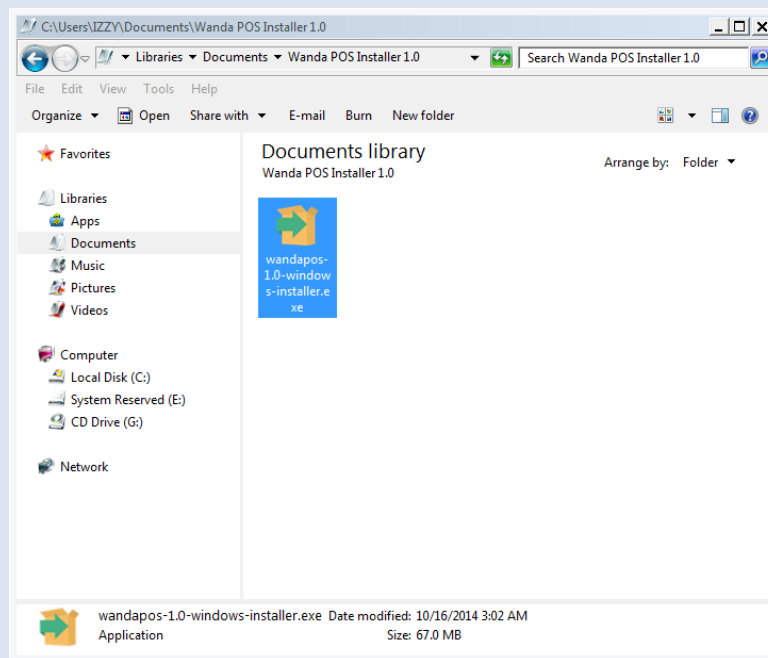 C:\Users\IZZY\Documents\Wanda POS Installer 1.0
Libraries Documents Wanda POS Installer 1.0
Search Wanda POS Installer 1.0
File Edit View Tools Help
Organize Open Share with E-mail Burn New folder
Favorites
Libraries
Apps
Documents
Music
Pictures
Videos
Computer
Local Disk (C:)
System Reserved (E:)
CD Drive (G:)
Network
Documents library
Wanda POS Installer 1.0
Arrange by: Folder
wandapos-
1.0-window
s-installer.e
xe
wandapos-1.0-windows-installer.exe Date modified: 10/16/2014 3:02 AM
Application Size: 67.0 MB